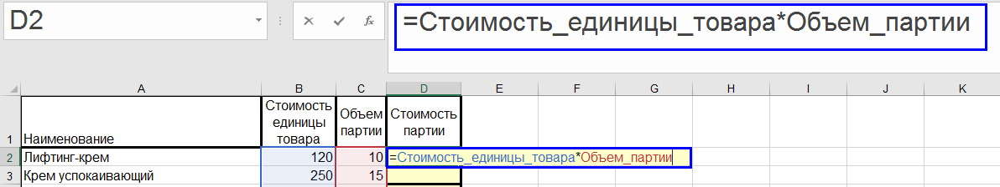 D2 =Стоимость_единицы_товара*Объем_партии
A B C D E F G H I J K
1 Наименование Стоимость единицы товара Объем партии Стоимость партии
2 Лифтинг-крем 120 10 =Стоимость_единицы_товара*Объем_партии
3 Крем успокаивающий 250 15